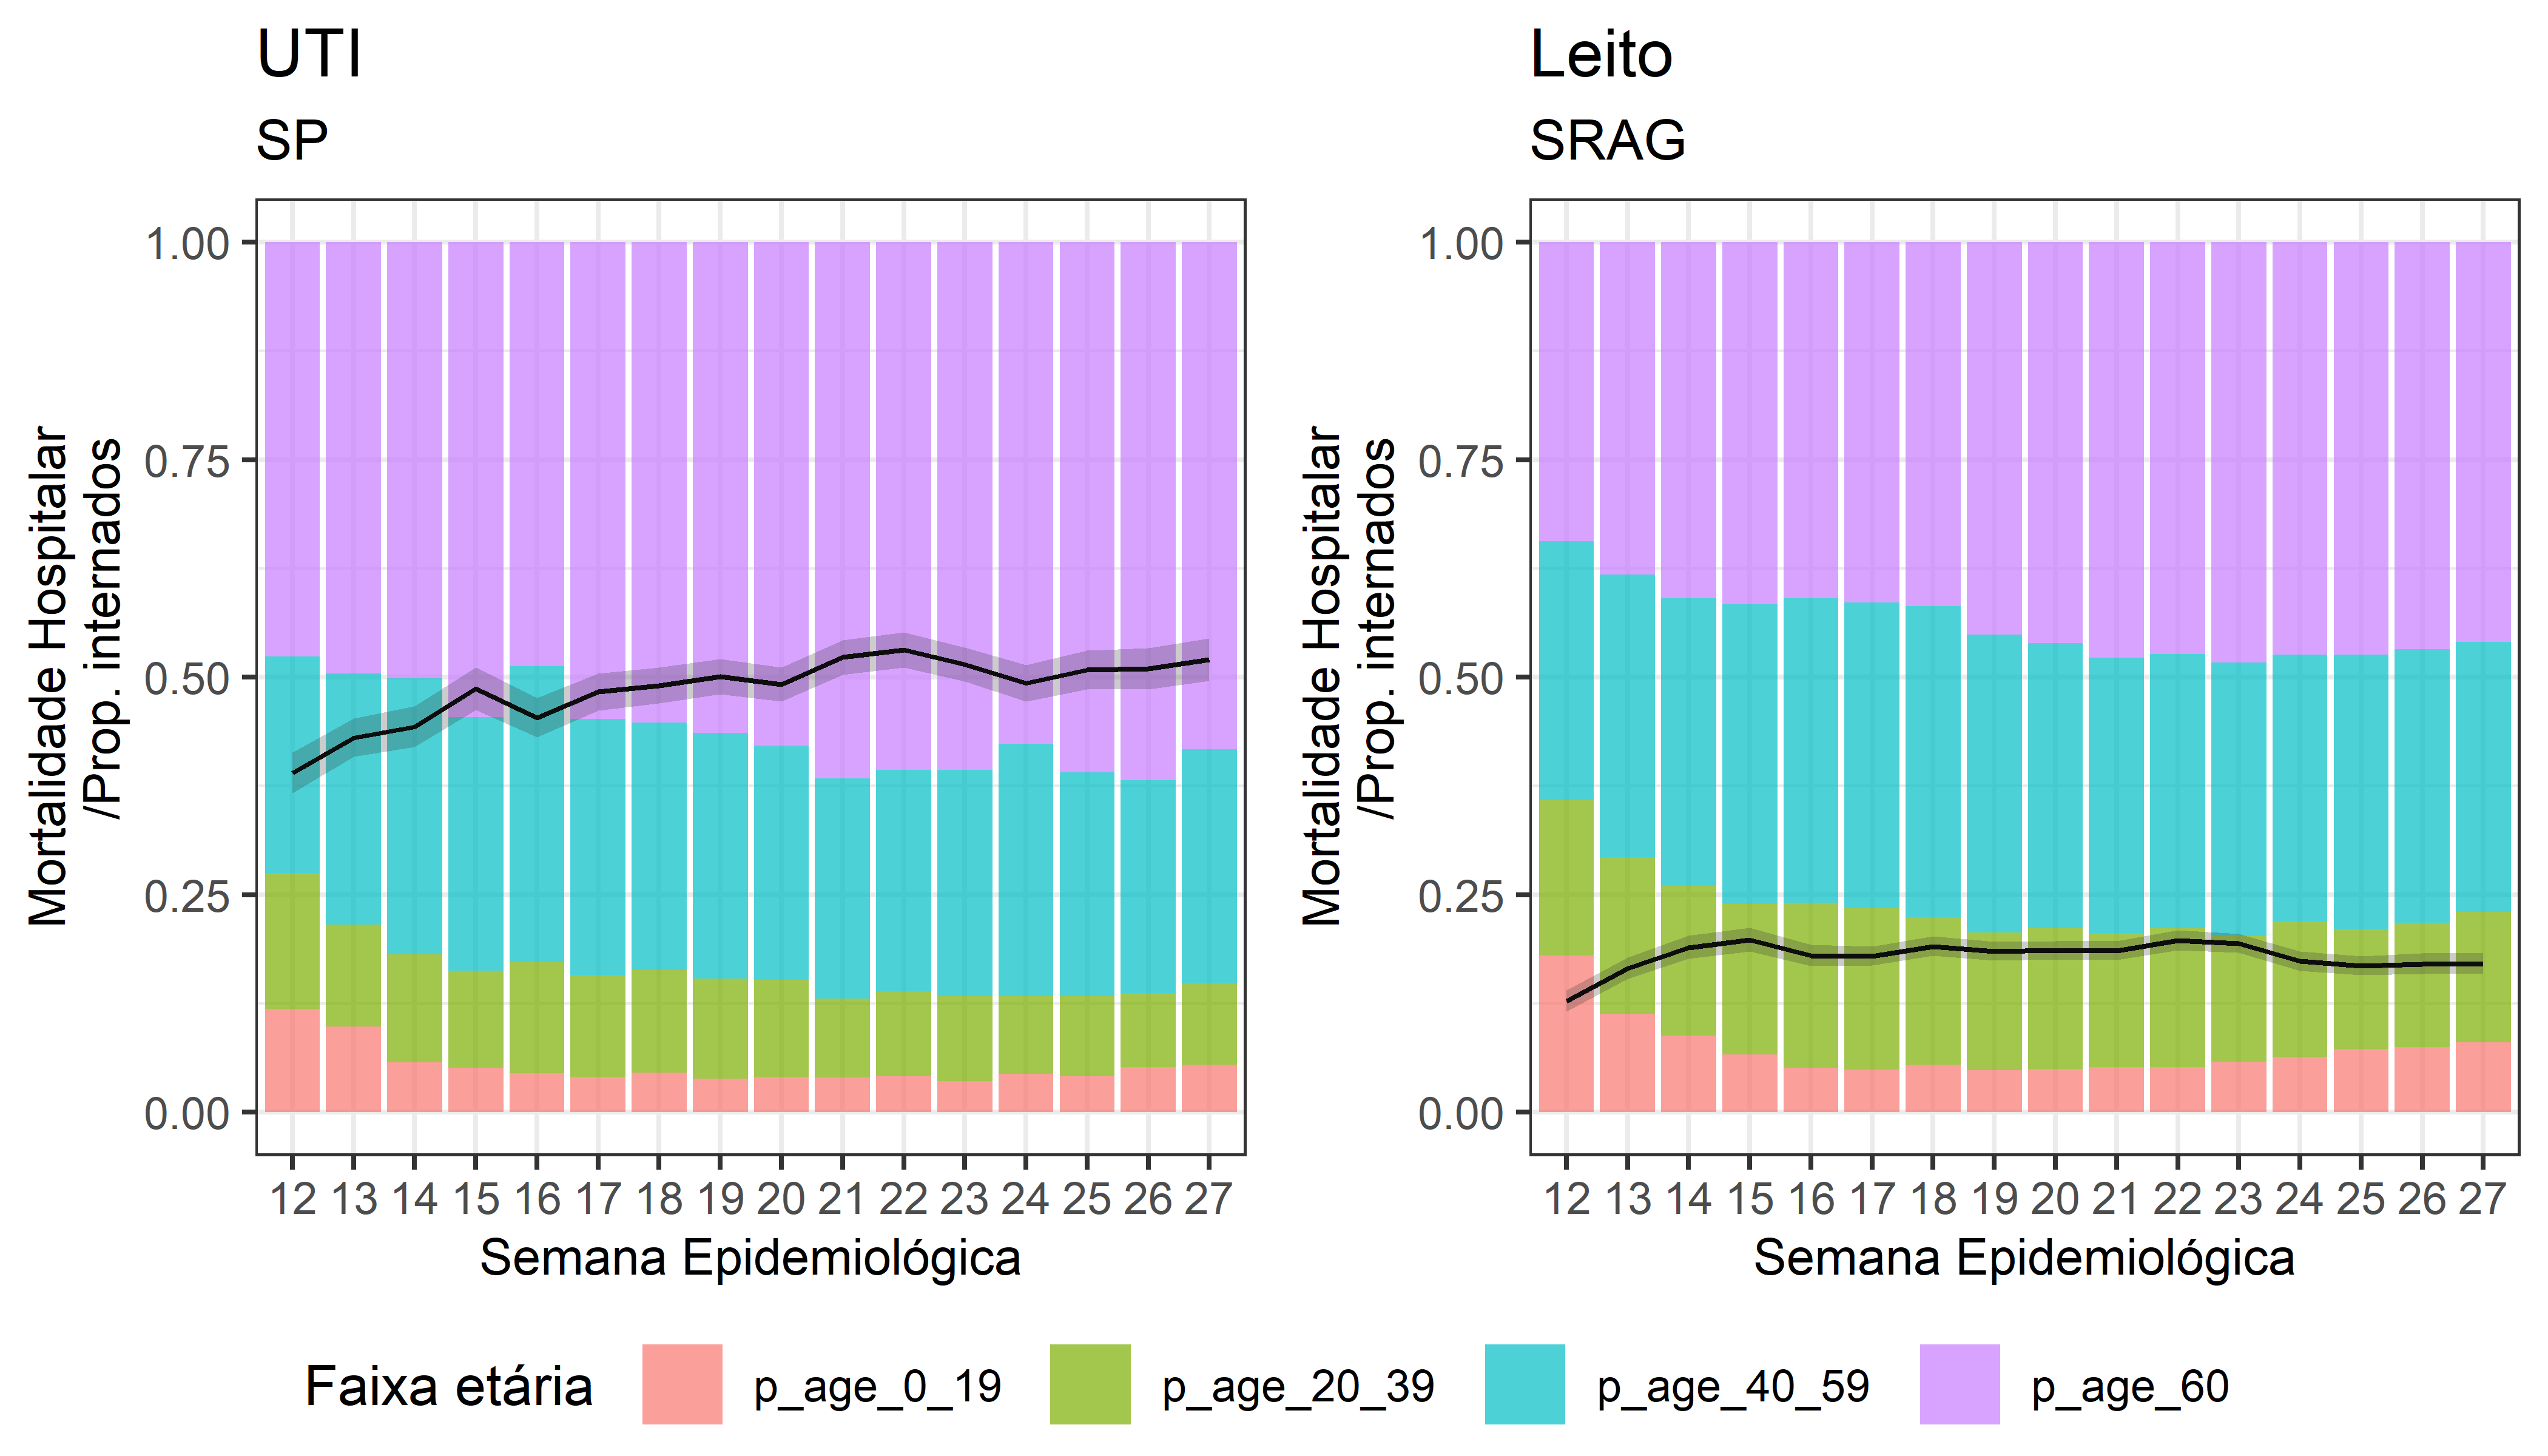 UTI
SP
Mortalidade Hospitalar
/Prop. internados
1.00
0.75
0.50
0.25
0.00
12 13 14 15 16 17 18 19 20 21 22 23 24 25 26 27
Semana Epidemiológica
Leito
SRAG
Mortalidade Hospitalar
/Prop. internados
1.00
0.75
0.50
0.25
0.00
12 13 14 15 16 17 18 19 20 21 22 23 24 25 26 27
Semana Epidemiológica
Faixa etária p_age_0_19 p_age_20_39 p_age_40_59 p_age_60